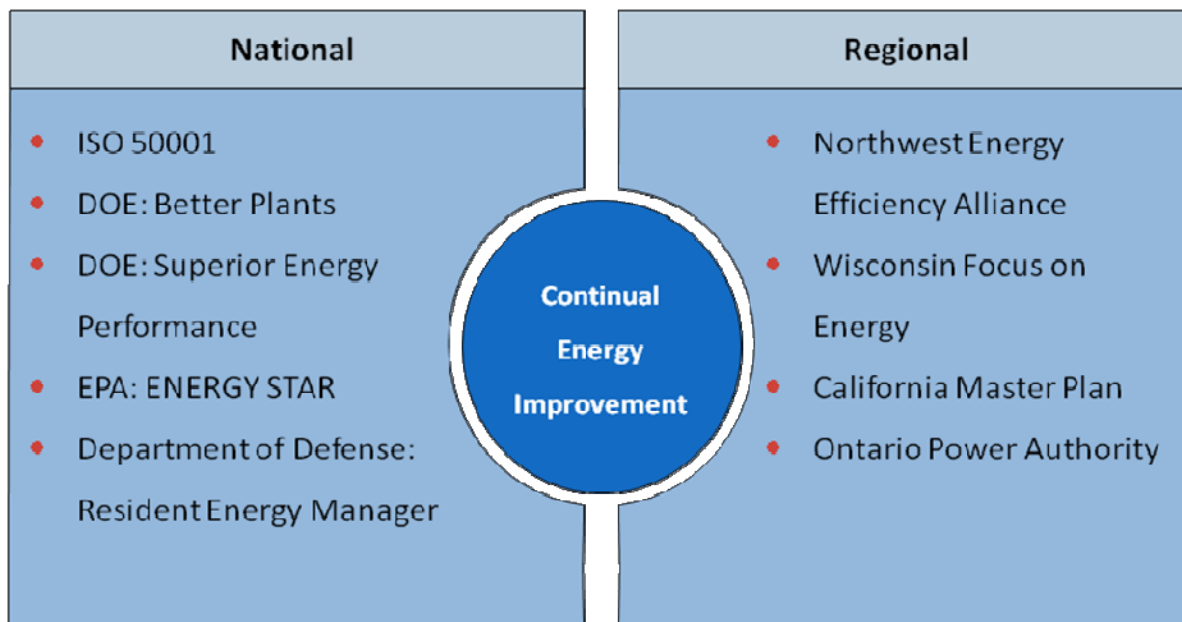 National
ISO 50001
DOE: Better Plants
DOE: Superior Energy
Performance
EPA: ENERGY STAR
Department of Defense:
Resident Energy Manager
Continual
Energy
Improvement
Regional
Northwest Energy
Efficiency Alliance
Wisconsin Focus on
Energy
California Master Plan
Ontario Power Authority